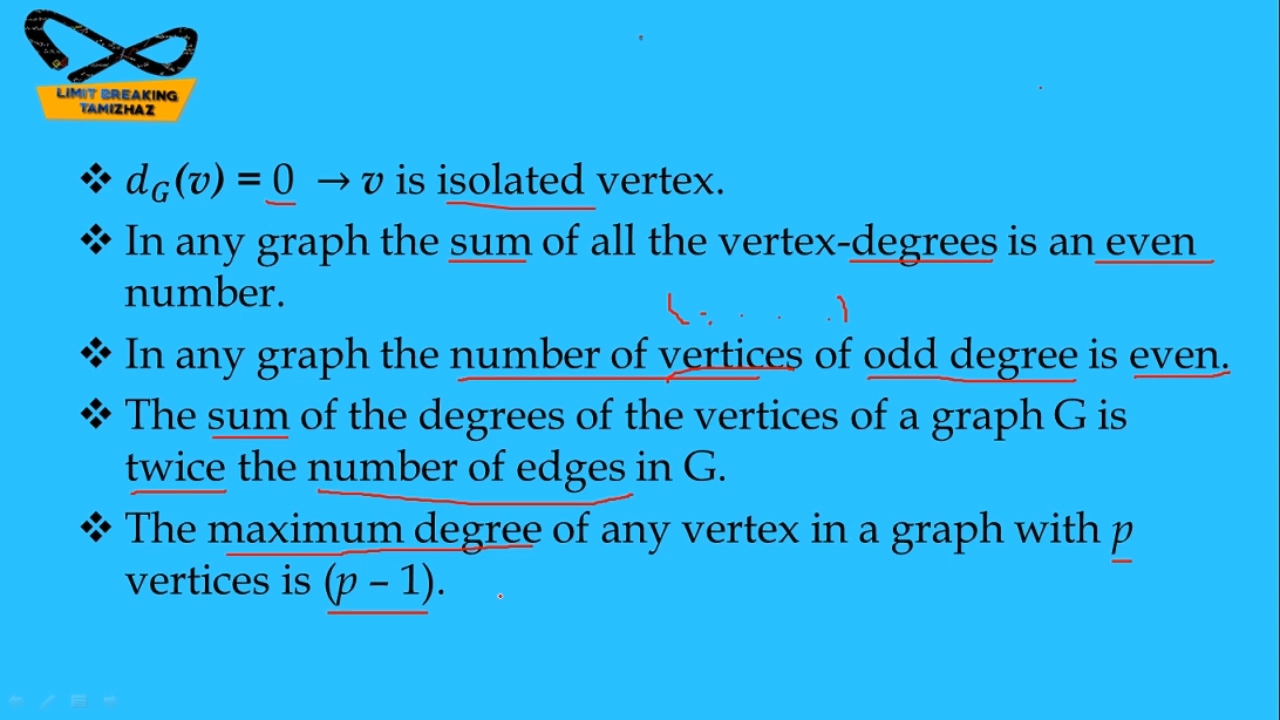 LIMIT BREAKING
TAMIZHAZ
❖ d_G(v) = 0 → v is isolated vertex.
❖ In any graph the sum of all the vertex-degrees is an even
number.
❖ In any graph the number of vertices of odd degree is even.
❖ The sum of the degrees of the vertices of a graph G is
twice the number of edges in G.
❖ The maximum degree of any vertex in a graph with p
vertices is (p – 1).